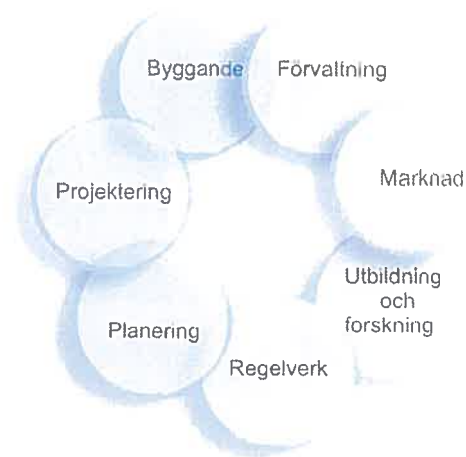 Byggande
Förvaltning
Marknad
Utbildning
och
forskning
Regelverk
Planering
Projektering